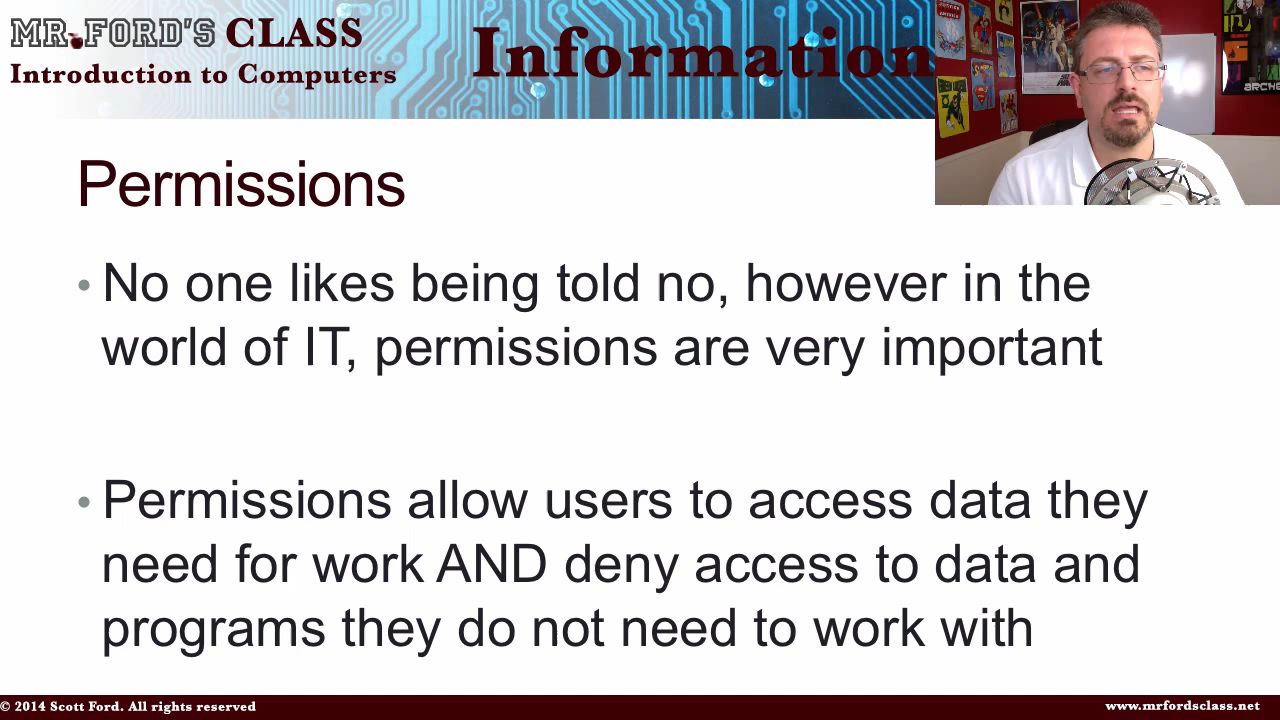 MR. FORD'S CLASS
Introduction to Computers
Information
ARCHE
Permissions
• No one likes being told no, however in the
world of IT, permissions are very important
• Permissions allow users to access data they
need for work AND deny access to data and
programs they do not need to work with
© 2014 Scott Ford. All rights reserved
www.mrfordsclass.net